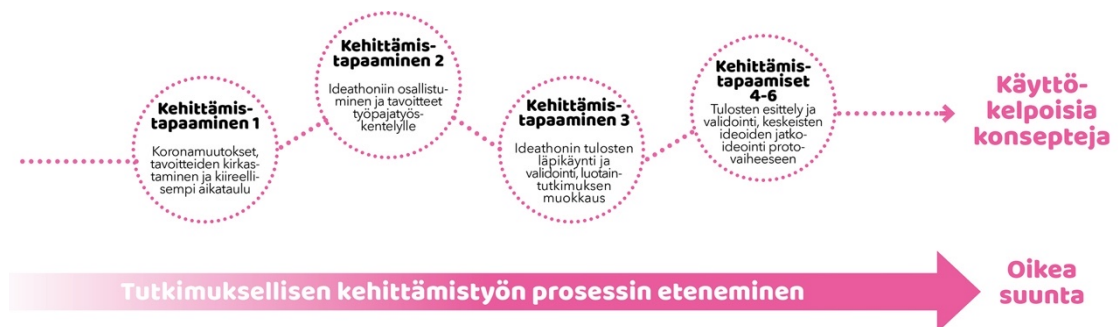 Kehittämis-
tapaaminen 1
Koronamuutokset,
tavoitteiden kirkas-
taminen ja kiireelli-
sempi aikataulu
Kehittämis-
tapaaminen 2
Ideathoniin osallistu-
minen ja tavoitteet
työpajatyös-
kentelylle
Kehittämis-
tapaaminen 3
Ideathonin tulosten
läpikäynti ja
validointi, luotain-
tutkimuksen
muokkaus
Kehittämis-
tapaamiset
4-6
Tulosten esittely ja
validointi, keskeisten
ideoiden jatko-
ideointi proto-
vaiheeseen
Käyttö-
kelpoisia
konsepteja
Tutkimuksellisen kehittämistyön prosessin eteneminen
Oikea
suunta